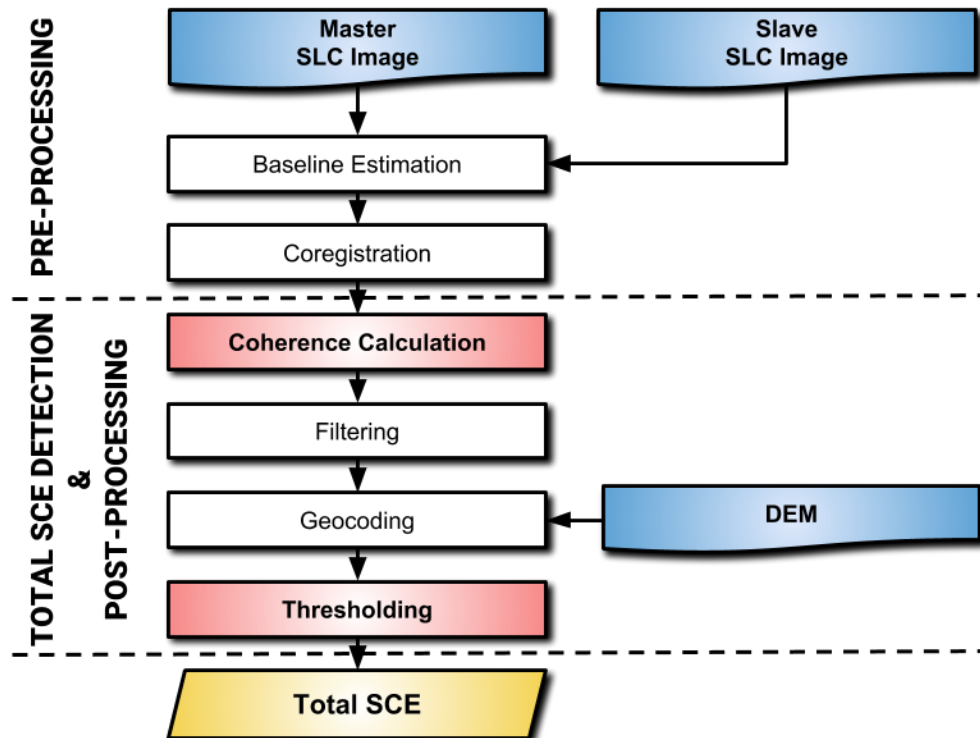 PRE-PROCESSING
Master
SLC Image
Slave
SLC Image
Baseline Estimation
Coregistration
TOTAL SCE DETECTION
&
POST-PROCESSING
Coherence Calculation
Filtering
Geocoding
DEM
Thresholding
Total SCE